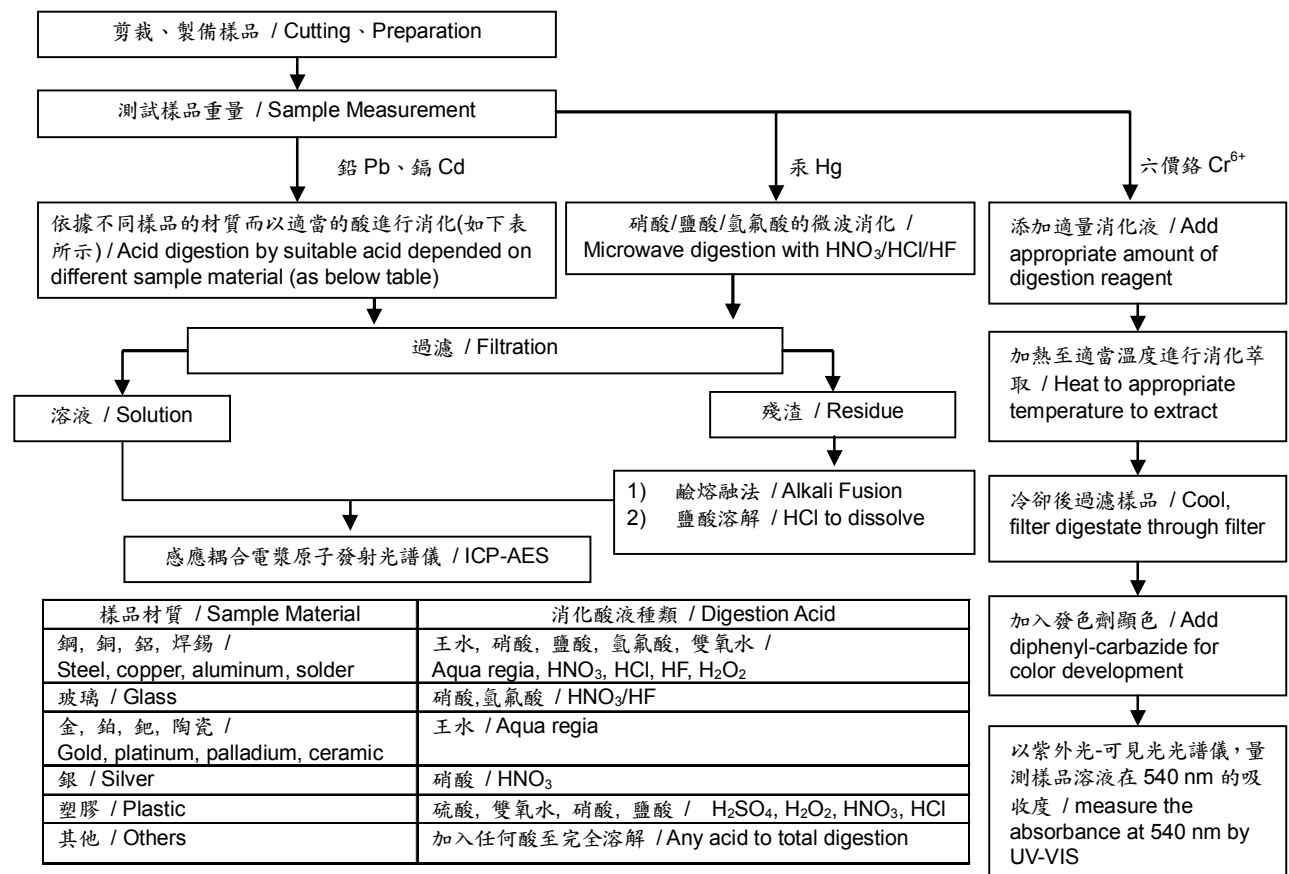 剪裁、製備樣品 / Cutting、Preparation
測試樣品重量 / Sample Measurement
鉛 Pb、鎘 Cd
汞 Hg
六價鉻 Cr⁶⁺
依據不同樣品的材質而以適當的酸進行消化(如下表
所示) / Acid digestion by suitable acid depended on
different sample material (as below table)
硝酸/鹽酸/氫氟酸的微波消化 /
Microwave digestion with HNO₃/HCl/HF
添加適量消化液 / Add
appropriate amount of
digestion reagent
過濾 / Filtration
加熱至適當溫度進行消化萃
取 / Heat to appropriate
temperature to extract
溶液 / Solution
殘渣 / Residue
1) 鹼熔融法 / Alkali Fusion
2) 鹽酸溶解 / HCl to dissolve
冷卻後過濾樣品 / Cool,
filter digestate through filter
感應耦合電漿原子發射光譜儀 / ICP-AES
加入發色劑顯色 / Add
diphenyl-carbazide for
color development
以紫外光-可見光光譜儀，量
測樣品溶液在 540 nm 的吸
收度 / measure the
absorbance at 540 nm by
UV-VIS
樣品材質 / Sample Material
消化酸液種類 / Digestion Acid
鋼, 銅, 鋁, 焊錫 /
Steel, copper, aluminum, solder
王水, 硝酸, 鹽酸, 氫氟酸, 雙氧水 /
Aqua regia, HNO₃, HCl, HF, H₂O₂
玻璃 / Glass
硝酸,氫氟酸 / HNO₃/HF
金, 鉑, 鈀, 陶瓷 /
Gold, platinum, palladium, ceramic
王水 / Aqua regia
銀 / Silver
硝酸 / HNO₃
塑膠 / Plastic
硫酸, 雙氧水, 硝酸, 鹽酸 / H₂SO₄, H₂O₂, HNO₃, HCl
其他 / Others
加入任何酸至完全溶解 / Any acid to total digestion